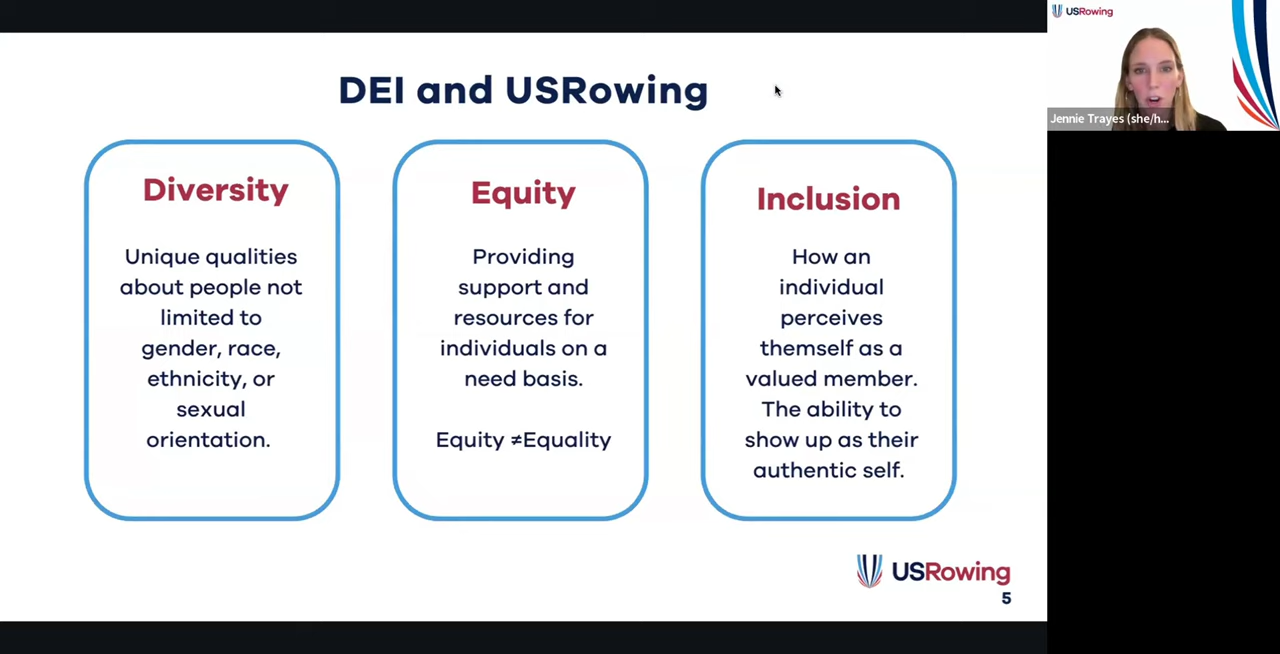 DEI and USRowing
Diversity
Unique qualities
about people not
limited to
gender, race,
ethnicity, or
sexual
orientation.
Equity
Providing
support and
resources for
individuals on a
need basis.
Equity ≠Equality
Inclusion
How an
individual
perceives
themself as a
valued member.
The ability to
show up as their
authentic self.
USRowing
5
USRowing
Jennie Trayes (she/h...